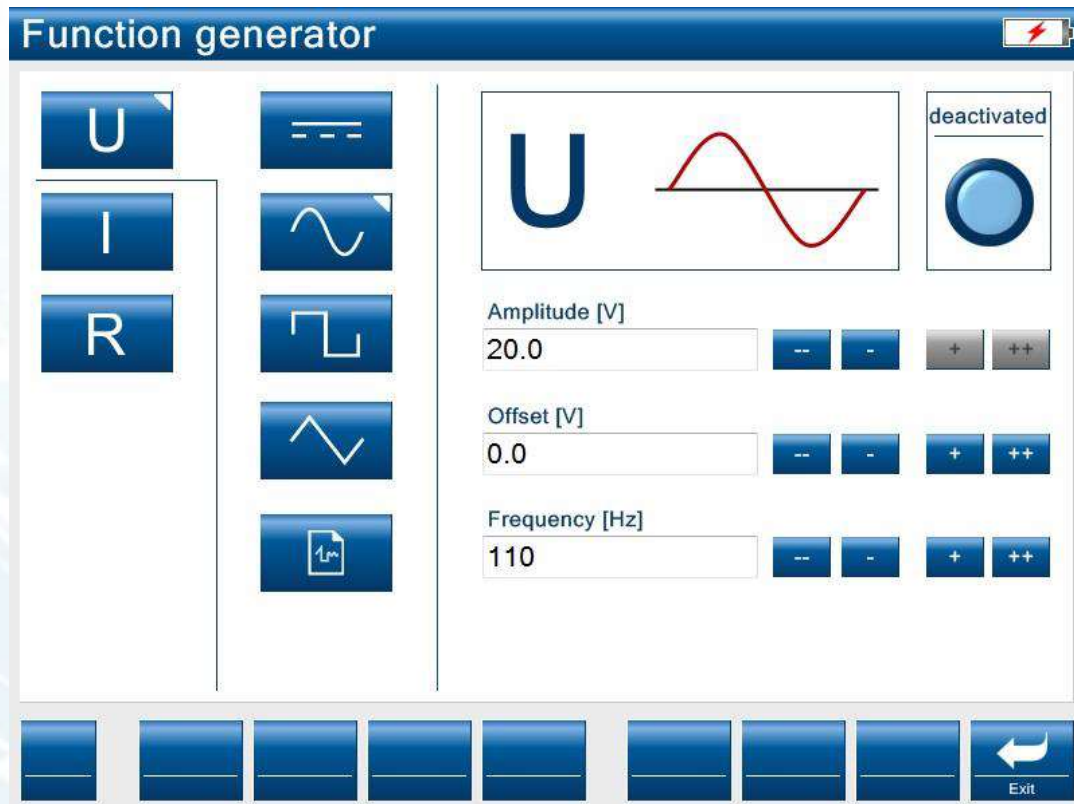 Function generator
U
I
R
U
deactivated
Amplitude [V]
20.0
-- - + ++
Offset [V]
0.0
-- - + ++
Frequency [Hz]
110
-- - + ++
Exit